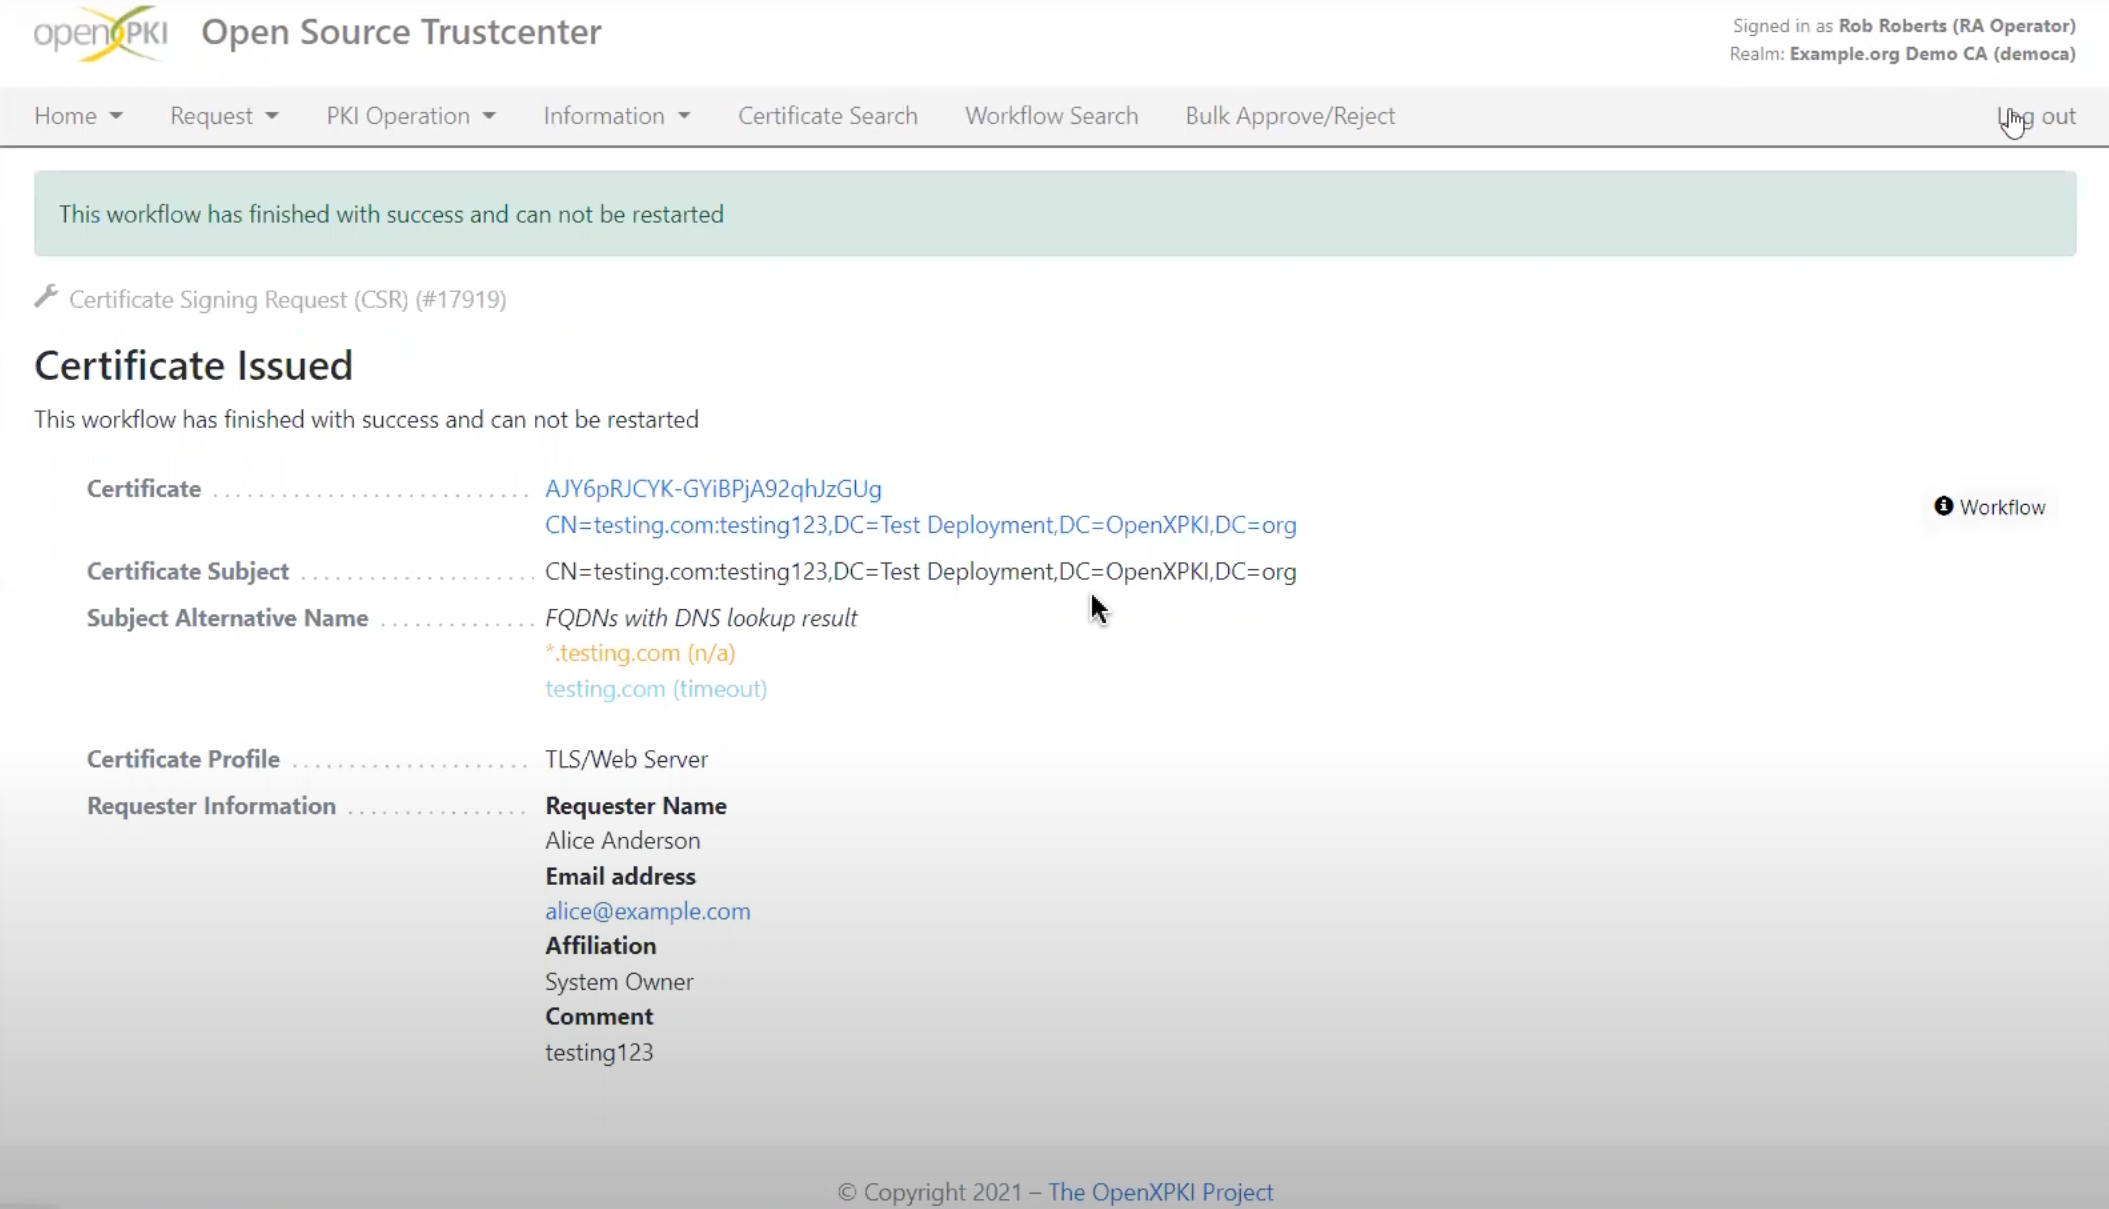 openXPKI Open Source Trustcenter
Signed in as Rob Roberts (RA Operator)
Realm: Example.org Demo CA (democa)
Home Request PKI Operation Information Certificate Search Workflow Search Bulk Approve/Reject Log out
This workflow has finished with success and can not be restarted
Certificate Signing Request (CSR) (#17919)
Certificate Issued
This workflow has finished with success and can not be restarted
Certificate AJY6pRJCYK-GYiBPjA92qhJzGUg
CN=testing.com:testing123,DC=Test Deployment,DC=OpenXPKI,DC=org
Workflow
Certificate Subject CN=testing.com:testing123,DC=Test Deployment,DC=OpenXPKI,DC=org
Subject Alternative Name FQDNs with DNS lookup result
*.testing.com (n/a)
testing.com (timeout)
Certificate Profile TLS/Web Server
Requester Information Requester Name
Alice Anderson
Email address
alice@example.com
Affiliation
System Owner
Comment
testing123
© Copyright 2021 – The OpenXPKI Project